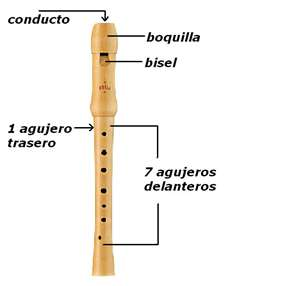 conducto
boquilla
bisel
1 agujero
trasero
7 agujeros
delanteros